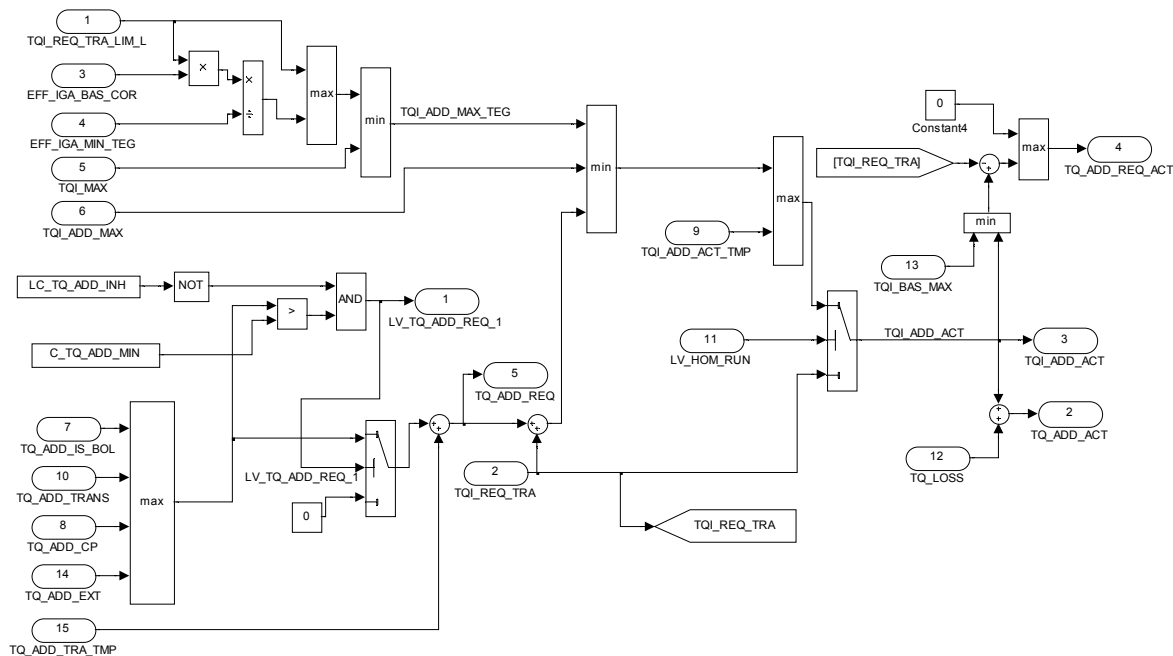 1
TQI_REQ_TRA_LIM_L
×
3
EFF_IGA_BAS_COR
×
÷
4
EFF_IGA_MIN_TEG
max
min
TQI_ADD_MAX_TEG
5
TQI_MAX
6
TQI_ADD_MAX
min
max
9
TQI_ADD_ACT_TMP
0
Constant4
[TQI_REQ_TRA]
-
+
max
4
TQ_ADD_REQ_ACT
min
13
TQI_BAS_MAX
LC_TQ_ADD_INH
NOT
>
AND
1
LV_TQ_ADD_REQ_1
C_TQ_ADD_MIN
11
LV_HOM_RUN
TQI_ADD_ACT
3
TQI_ADD_ACT
5
TQ_ADD_REQ
+
+
2
TQ_ADD_ACT
12
TQ_LOSS
7
TQ_ADD_IS_BOL
10
TQ_ADD_TRANS
8
TQ_ADD_CP
14
TQ_ADD_EXT
max
LV_TQ_ADD_REQ_1
0
+
+
+
+
2
TQI_REQ_TRA
TQI_REQ_TRA
15
TQ_ADD_TRA_TMP